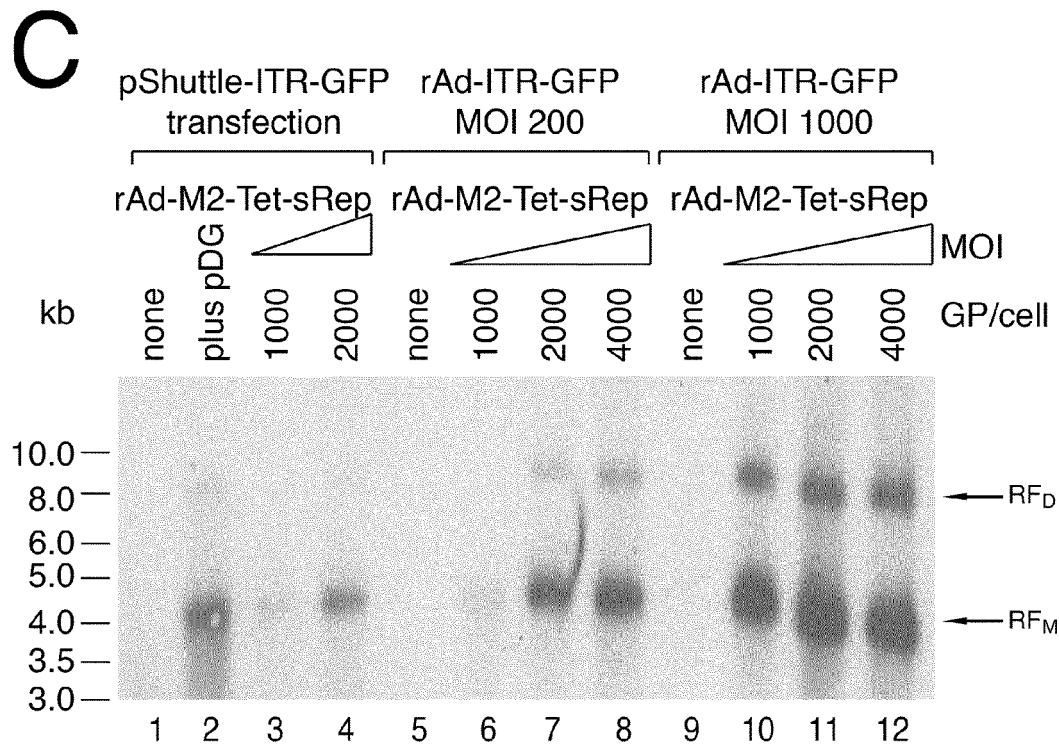 C
pShuttle-ITR-GFP transfection
rAd-ITR-GFP MOI 200
rAd-ITR-GFP MOI 1000
rAd-M2-Tet-sRep
rAd-M2-Tet-sRep
rAd-M2-Tet-sRep
MOI
kb
none
plus pDG
1000
2000
none
1000
2000
4000
none
1000
2000
4000
GP/cell
10.0
8.0
6.0
5.0
4.0
3.5
3.0
RFD
RFM
1 2 3 4 5 6 7 8 9 10 11 12